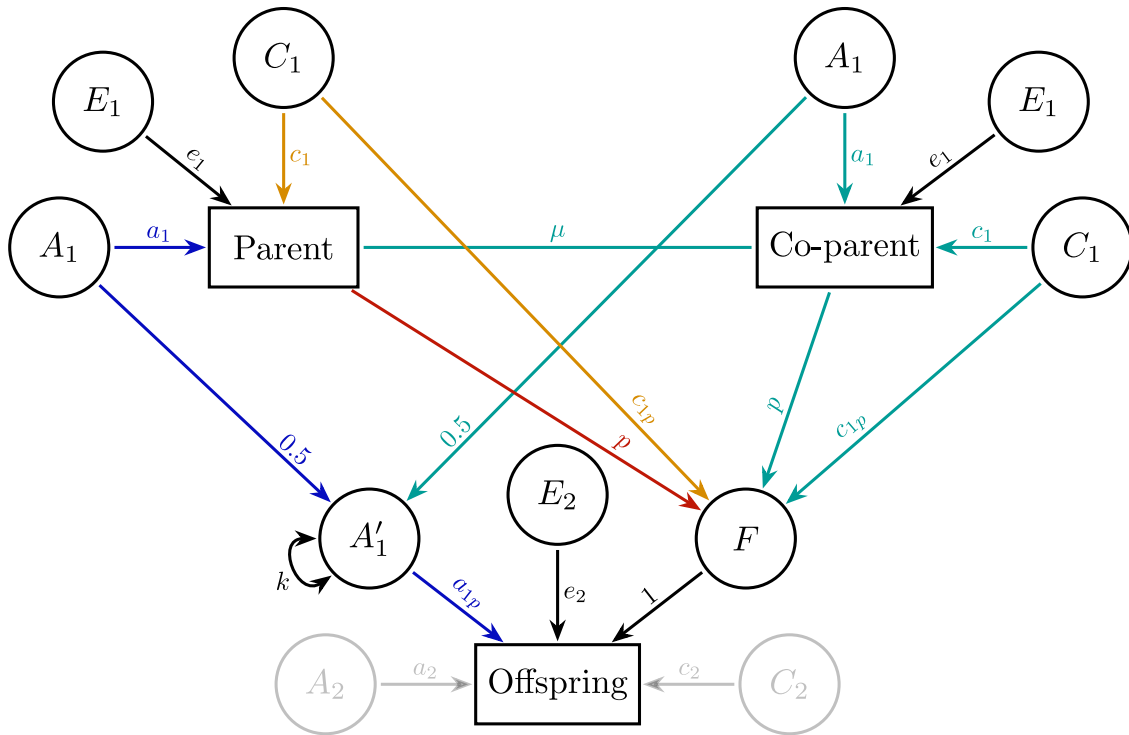 C₁
A₁
E₁
E₁
e₁
c₁
a₁
e₁
A₁
a₁
Parent
μ
Co-parent
c₁
C₁
c₁ₚ
p
c₁ₚ
0.5
0.5
p
E₂
A′₁
F
k
a₁ₚ
e₂
1
A₂
a₂
Offspring
c₂
C₂